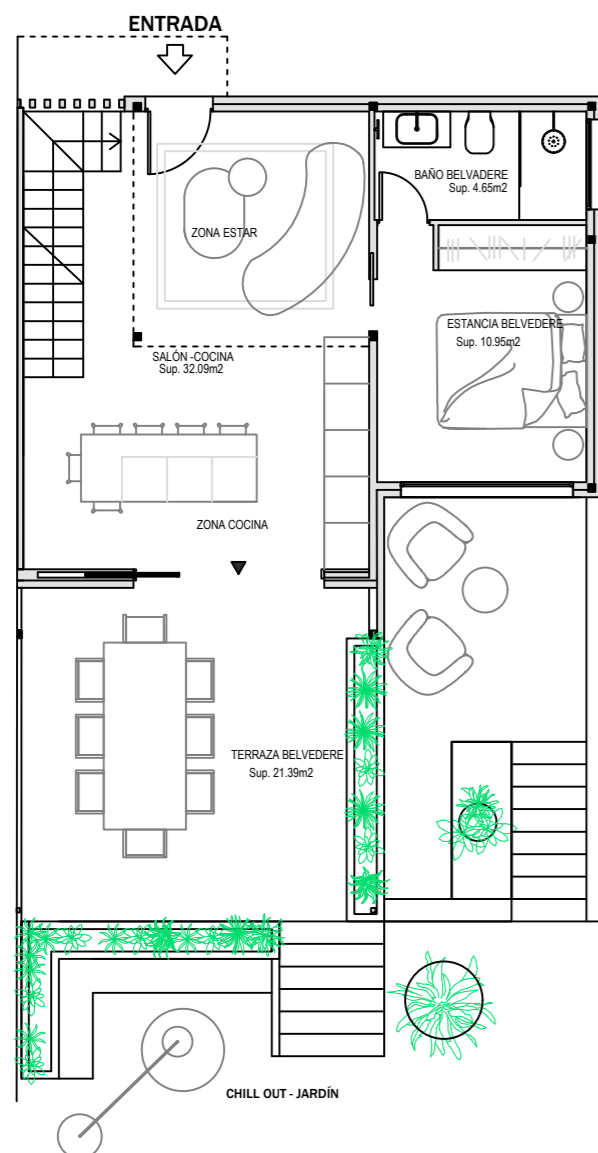 ENTRADA
BAÑO BELVADERE
Sup. 4.65m2
ZONA ESTAR
ESTANCIA BELVEDERE
Sup. 10.95m2
SALÓN -COCINA
Sup. 32.09m2
ZONA COCINA
TERRAZA BELVEDERE
Sup. 21.39m2
CHILL OUT - JARDÍN